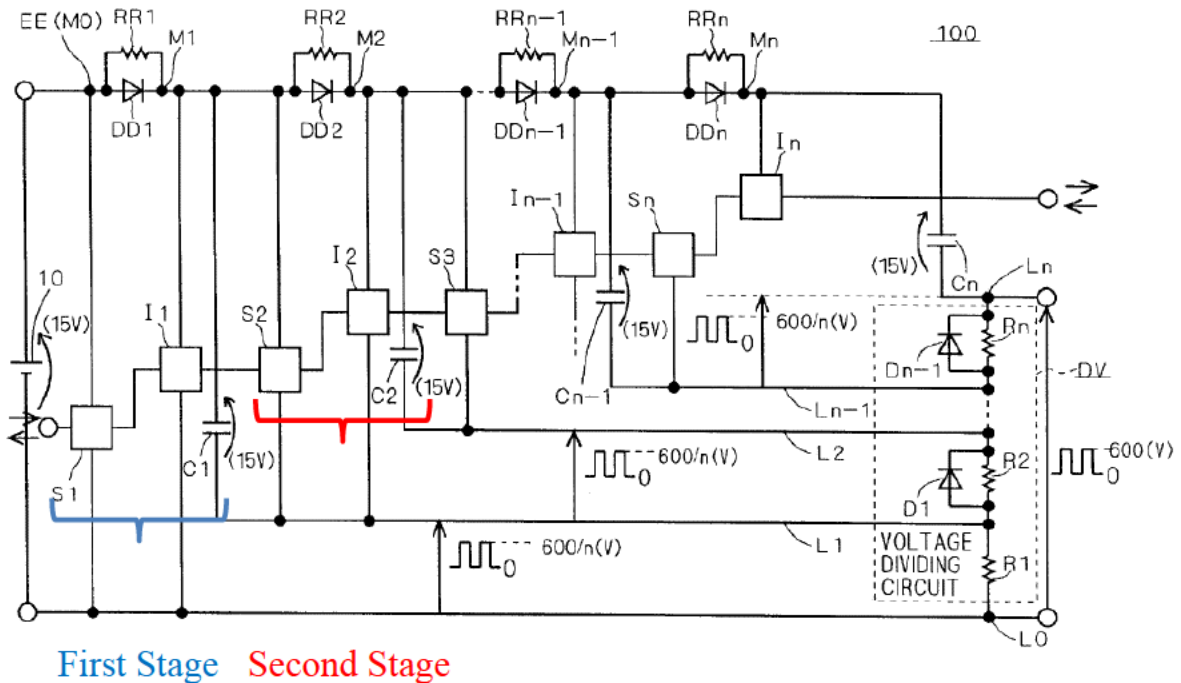 EE(M0) RR1 M1 RR2 M2 RRn-1 Mn-1 RRn Mn 100
DD1 DD2 DDn-1 DDn
In
In-1 Sn
I2 S3
(15V) Cn Ln
10 (15V) I1 S2 (15V) 0 600/n(V) Rn
C2 (15V) Cn-1 Dn-1 DV
Ln-1
S1 C1 (15V) 0 600/n(V) L2 R2 0 600(V)
D1
0 600/n(V) L1 R1
VOLTAGE
DIVIDING
CIRCUIT
L0
First Stage Second Stage